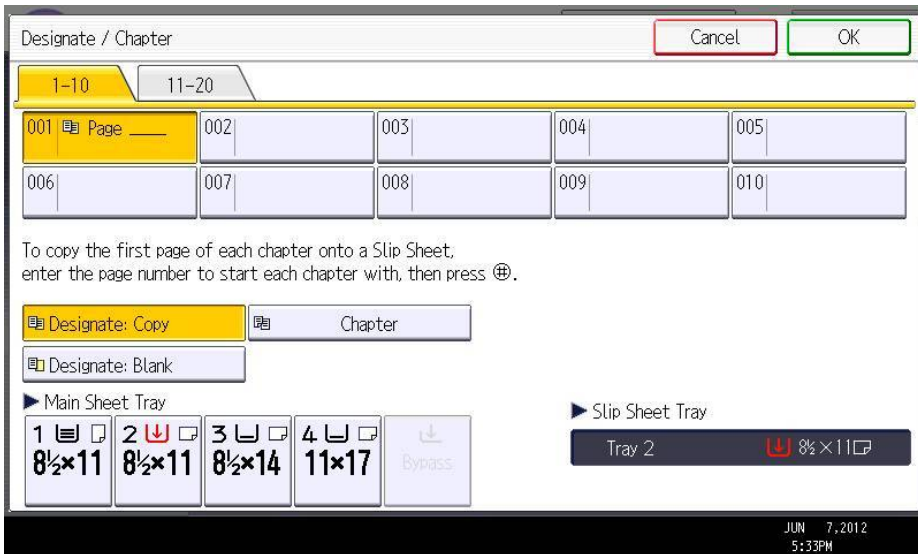 Designate / Chapter
Cancel
OK
1-10
11-20
001 Page ____
002
003
004
005
006
007
008
009
010
To copy the first page of each chapter onto a Slip Sheet,
enter the page number to start each chapter with, then press ⌗.
Designate: Copy
Chapter
Designate: Blank
Main Sheet Tray
Slip Sheet Tray
1
2
3
4
8½×11
8½×11
8½×14
11×17
Bypass
Tray 2
8½×11
JUN 7,2012
5:33PM